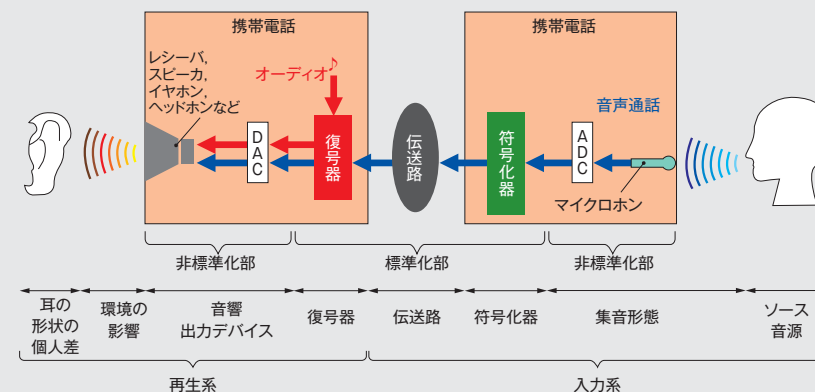 携帯電話
携帯電話
レシーバ,
スピーカ,
イヤホン,
ヘッドホンなど
オーディオ♪
音声通話
DAC
復号器
伝送路
符号化器
ADC
マイクロホン
非標準化部
標準化部
非標準化部
耳の
形状の
個人差
環境の
影響
音響
出力デバイス
復号器
伝送路
符号化器
集音形態
ソース
音源
再生系
入力系